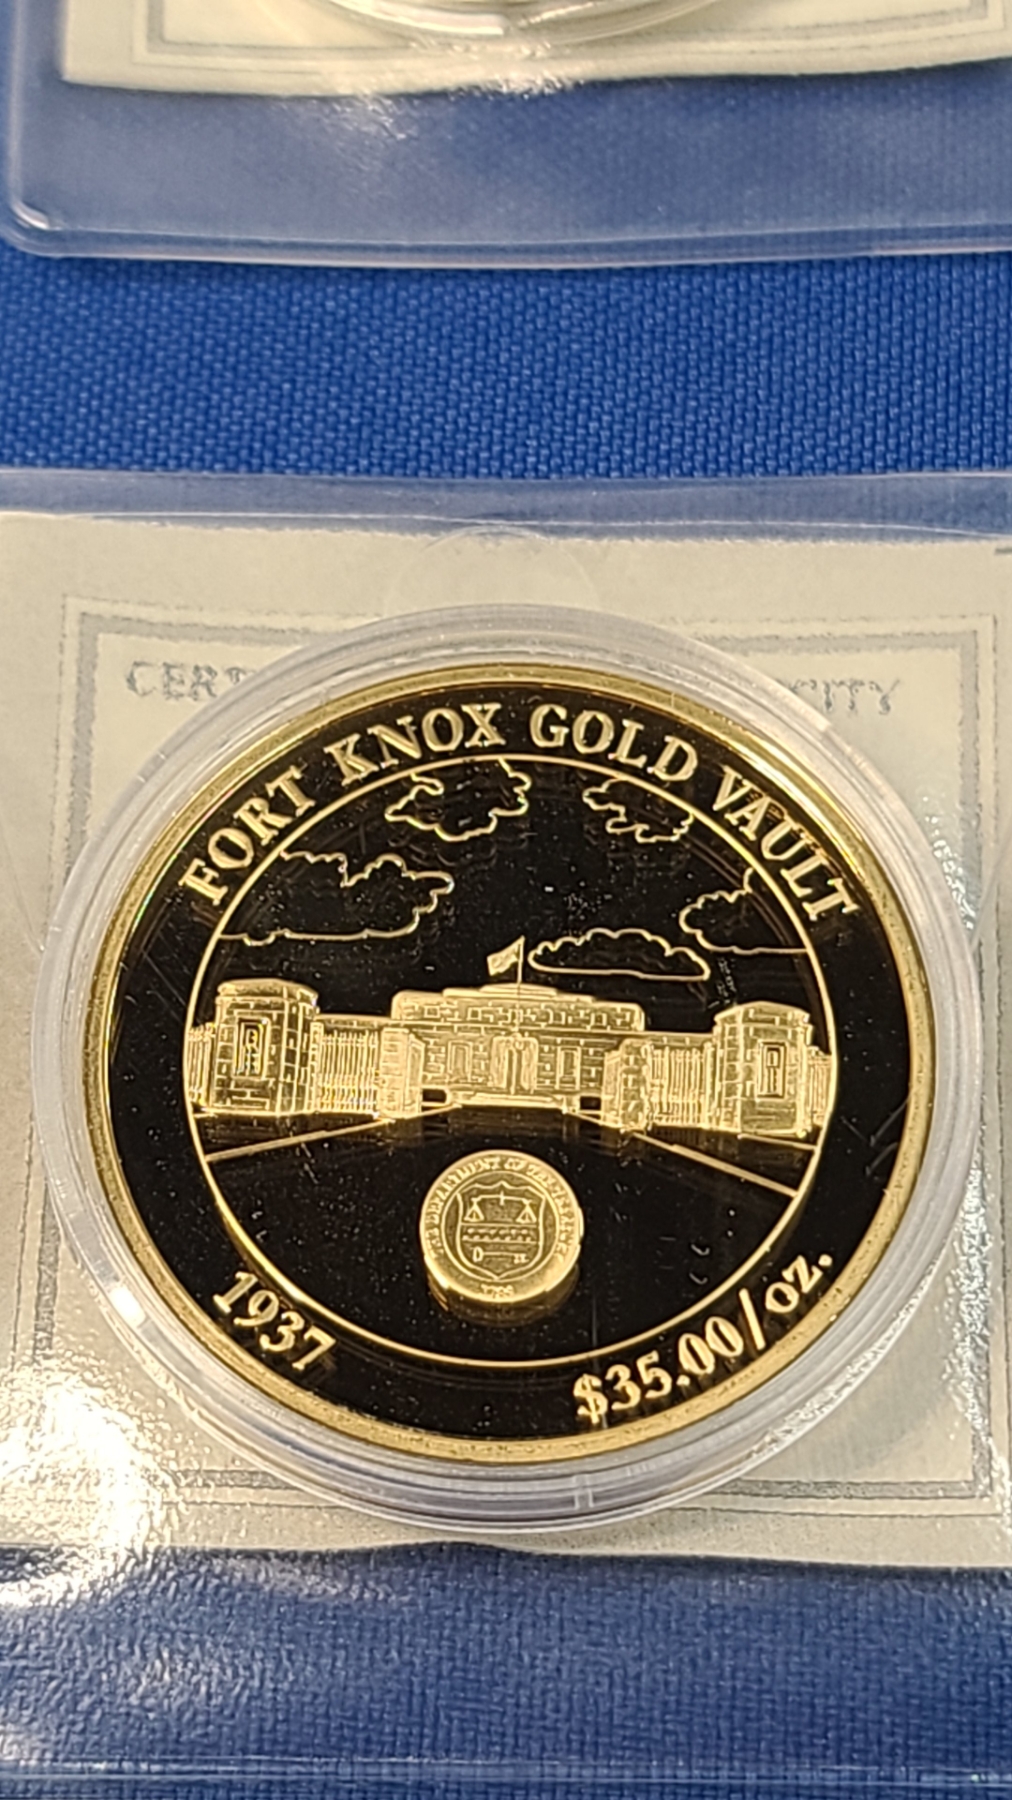 FORT KNOX GOLD VAULT
1937
$35.00/oz.